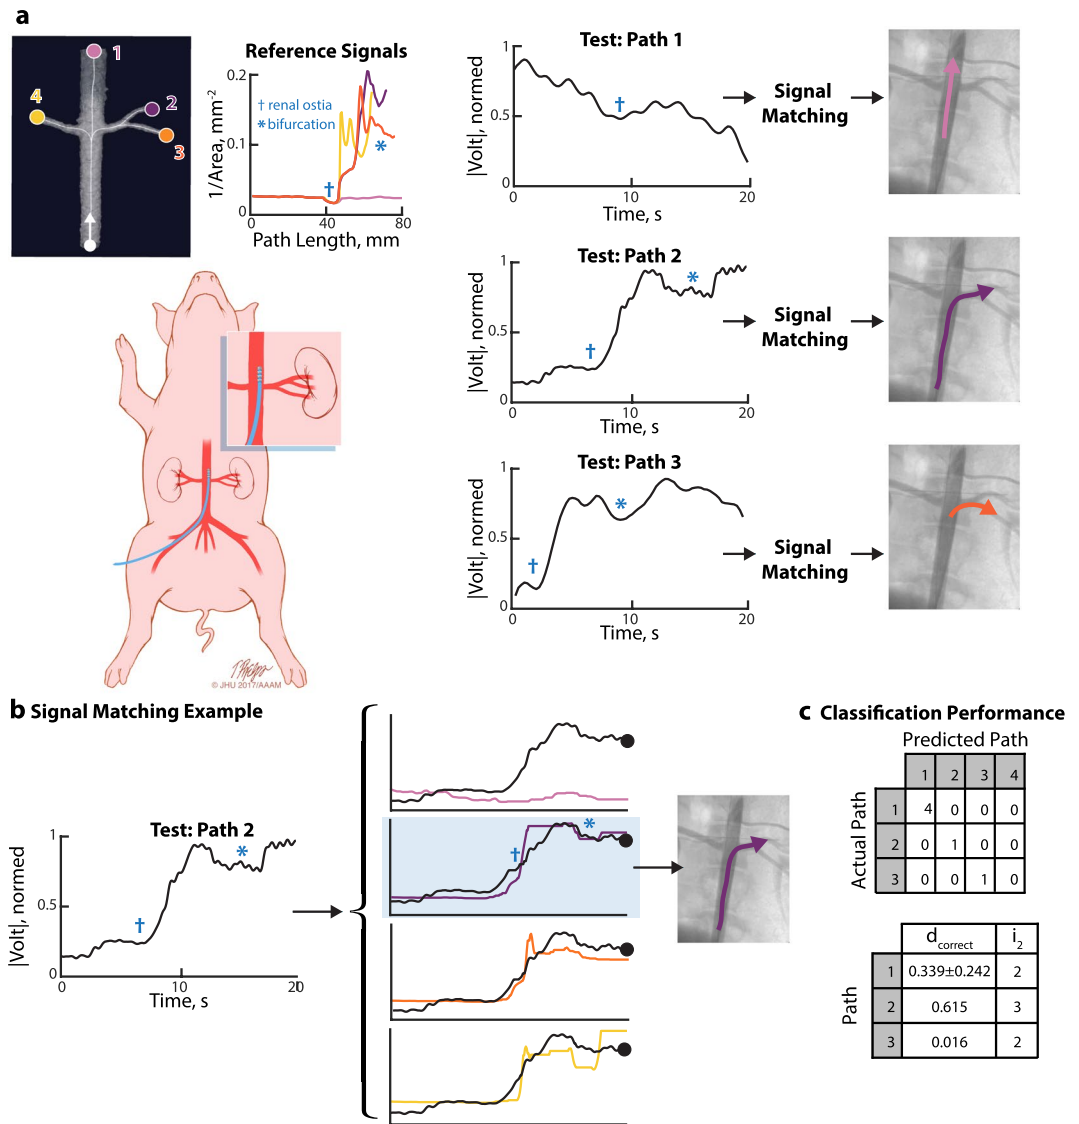 a
1
2
3
4
Reference Signals
0.2
0.1
0
† renal ostia
* bifurcation
†
*
1/Area, mm-2
0
40
80
Path Length, mm
Test: Path 1
1
0.5
0
|Volt|, normed
†
0
10
20
Time, s
Signal
Matching
Test: Path 2
1
0.5
0
|Volt|, normed
†
*
0
10
20
Time, s
Signal
Matching
Test: Path 3
1
0.5
0
|Volt|, normed
†
*
0
10
20
Time, s
Signal
Matching
© JHU 2017/AAAM
b Signal Matching Example
Test: Path 2
1
0.5
0
|Volt|, normed
†
*
0
10
20
Time, s
†
*
c Classification Performance
Predicted Path
1 2 3 4
Actual Path
1 4 0 0 0
2 0 1 0 0
3 0 0 1 0
dcorrect i2
Path
1 0.339±0.242 2
2 0.615 3
3 0.016 2